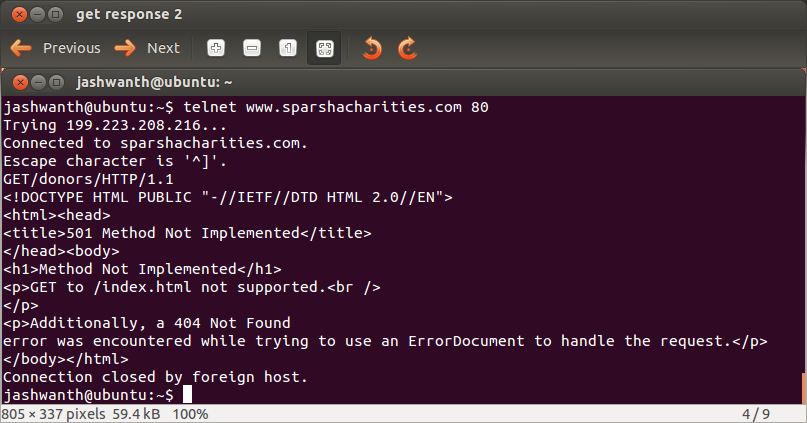 get response 2
Previous Next
jashwanth@ubuntu: ~
jashwanth@ubuntu:~$ telnet www.sparshacharities.com 80
Trying 199.223.208.216...
Connected to sparshacharities.com.
Escape character is '^]'.
GET/donors/HTTP/1.1
<!DOCTYPE HTML PUBLIC "-//IETF//DTD HTML 2.0//EN">
<html><head>
<title>501 Method Not Implemented</title>
</head><body>
<h1>Method Not Implemented</h1>
<p>GET to /index.html not supported.<br />
</p>
<p>Additionally, a 404 Not Found
error was encountered while trying to use an ErrorDocument to handle the request.</p>
</body></html>
Connection closed by foreign host.
jashwanth@ubuntu:~$
805 × 337 pixels 59.4 kB 100% 4 / 9